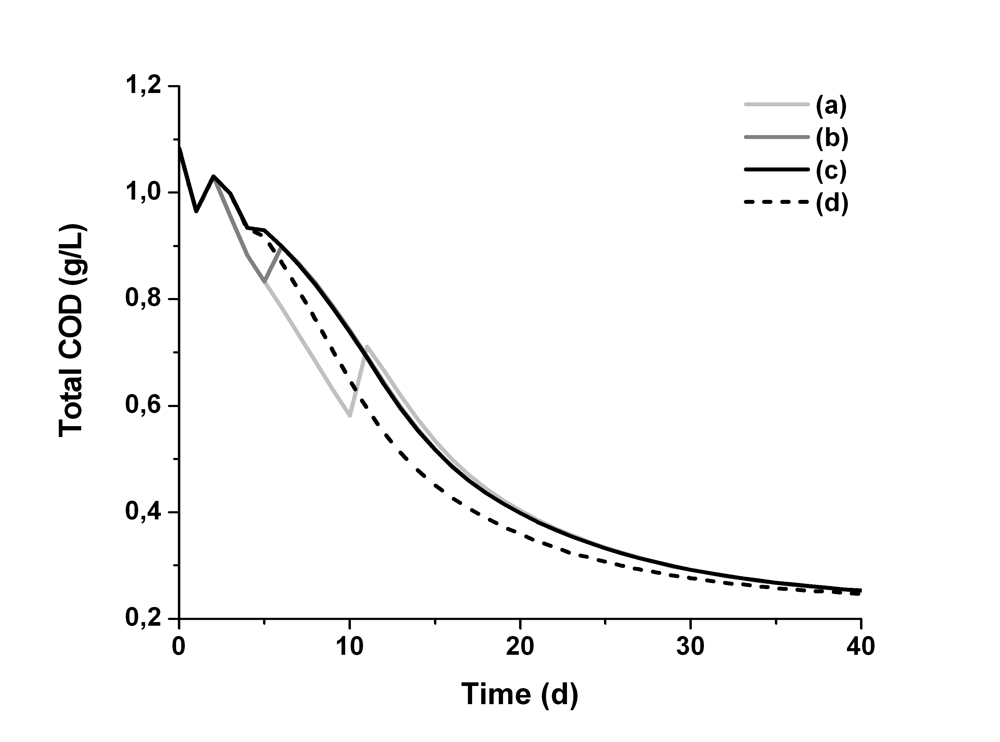 1,2
1,0
0,8
0,6
0,4
0,2
Total COD (g/L)
(a)
(b)
(c)
(d)
0 10 20 30 40
Time (d)